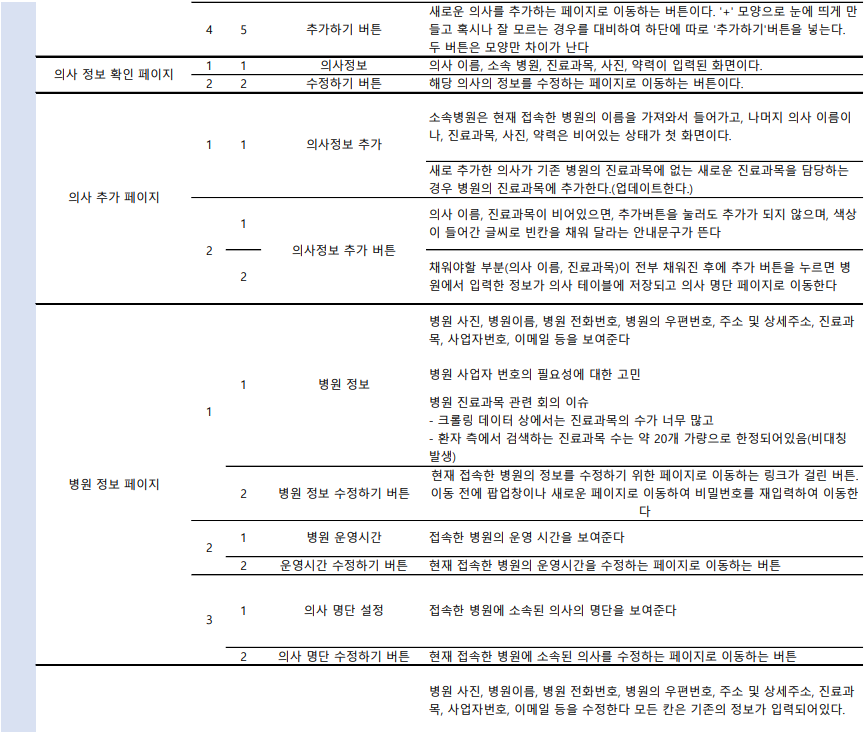 새로운 의사를 추가하는 페이지로 이동하는 버튼이다. '+' 모양으로 눈에 띄게 만
4 5 추가하기 버튼 들고 혹시나 잘 모르는 경우를 대비하여 하단에 따로 '추가하기'버튼을 넣는다.
두 버튼은 모양만 차이가 난다
의사 정보 확인 페이지 1 1 의사정보 의사 이름, 소속 병원, 진료과목, 사진, 약력이 입력된 화면이다.
2 2 수정하기 버튼 해당 의사의 정보를 수정하는 페이지로 이동하는 버튼이다.
의사 추가 페이지
1 1 의사정보 추가
소속병원은 현재 접속한 병원의 이름을 가져와서 들어가고, 나머지 의사 이름이
나, 진료과목, 사진, 약력은 비어있는 상태가 첫 화면이다.
새로 추가한 의사가 기존 병원의 진료과목에 없는 새로운 진료과목을 담당하는
경우 병원의 진료과목에 추가한다.(업데이트한다.)
2 의사정보 추가 버튼
1 의사 이름, 진료과목이 비어있으면, 추가버튼을 눌러도 추가가 되지 않으며, 색상
이 들어간 글씨로 빈칸을 채워 달라는 안내문구가 뜬다
2 채워야할 부분(의사 이름, 진료과목)이 전부 채워진 후에 추가 버튼을 누르면 병
원에서 입력한 정보가 의사 테이블에 저장되고 의사 명단 페이지로 이동한다
병원 정보 페이지
1 1 병원 정보
병원 사진, 병원이름, 병원 전화번호, 병원의 우편번호, 주소 및 상세주소, 진료과
목, 사업자번호, 이메일 등을 보여준다
병원 사업자 번호의 필요성에 대한 고민
병원 진료과목 관련 회의 이슈
- 크롤링 데이터 상에서는 진료과목의 수가 너무 많고
- 환자 측에서 검색하는 진료과목 수는 약 20개 가량으로 한정되어있음(비대칭
발생)
현재 접속한 병원의 정보를 수정하기 위한 페이지로 이동하는 링크가 걸린 버튼.
2 병원 정보 수정하기 버튼 이동 전에 팝업창이나 새로운 페이지로 이동하여 비밀번호를 재입력하여 이동한
다
2 1 병원 운영시간 접속한 병원의 운영 시간을 보여준다
2 운영시간 수정하기 버튼 현재 접속한 병원의 운영시간을 수정하는 페이지로 이동하는 버튼
3 1 의사 명단 설정 접속한 병원에 소속된 의사의 명단을 보여준다
2 의사 명단 수정하기 버튼 현재 접속한 병원에 소속된 의사를 수정하는 페이지로 이동하는 버튼
병원 사진, 병원이름, 병원 전화번호, 병원의 우편번호, 주소 및 상세주소, 진료과
목, 사업자번호, 이메일 등을 수정한다 모든 칸은 기존의 정보가 입력되어있다.